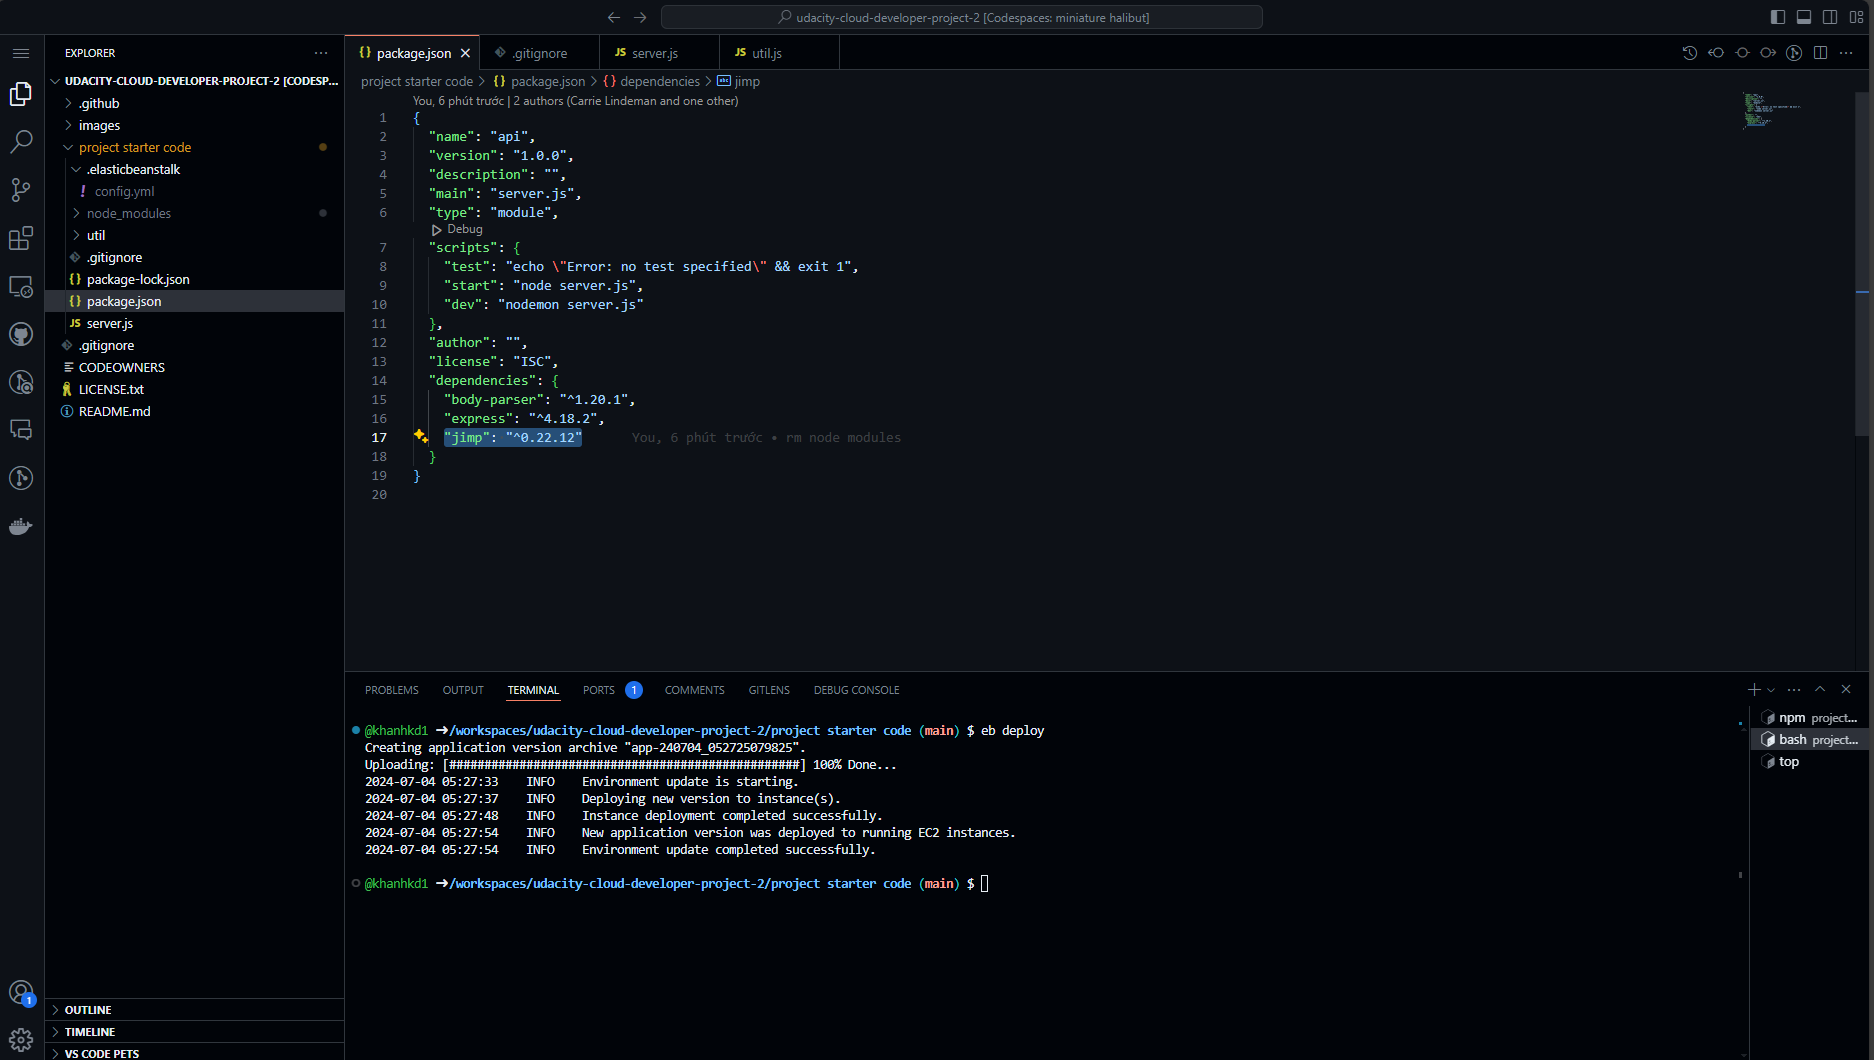 udacity-cloud-developer-project-2 [Codespaces: miniature halibut]
EXPLORER
UDACITY-CLOUD-DEVELOPER-PROJECT-2 [CODESP...
.github
images
project starter code
.elasticbeanstalk
! config.yml
node_modules
util
.gitignore
{} package-lock.json
{} package.json
JS server.js
.gitignore
CODEOWNERS
LICENSE.txt
README.md
OUTLINE
TIMELINE
VS CODE PETS
1
{} package.json
.gitignore
JS server.js
JS util.js
project starter code > {} package.json > {} dependencies > abc jimp
You, 6 phút trước | 2 authors (Carrie Lindeman and one other)
1 {
2 "name": "api",
3 "version": "1.0.0",
4 "description": "",
5 "main": "server.js",
6 "type": "module",
Debug
7 "scripts": {
8 "test": "echo \"Error: no test specified\" && exit 1",
9 "start": "node server.js",
10 "dev": "nodemon server.js"
11 },
12 "author": "",
13 "license": "ISC",
14 "dependencies": {
15 "body-parser": "^1.20.1",
16 "express": "^4.18.2",
17 "jimp": "^0.22.12" You, 6 phút trước • rm node modules
18 }
19 }
20
PROBLEMS OUTPUT TERMINAL PORTS 1 COMMENTS GITLENS DEBUG CONSOLE
@khanhkd1 ➜/workspaces/udacity-cloud-developer-project-2/project starter code (main) $ eb deploy
Creating application version archive "app-240704_052725079825".
Uploading: [##################################################] 100% Done...
2024-07-04 05:27:33 INFO Environment update is starting.
2024-07-04 05:27:37 INFO Deploying new version to instance(s).
2024-07-04 05:27:48 INFO Instance deployment completed successfully.
2024-07-04 05:27:54 INFO New application version was deployed to running EC2 instances.
2024-07-04 05:27:54 INFO Environment update completed successfully.
@khanhkd1 ➜/workspaces/udacity-cloud-developer-project-2/project starter code (main) $
npm project...
bash project...
top